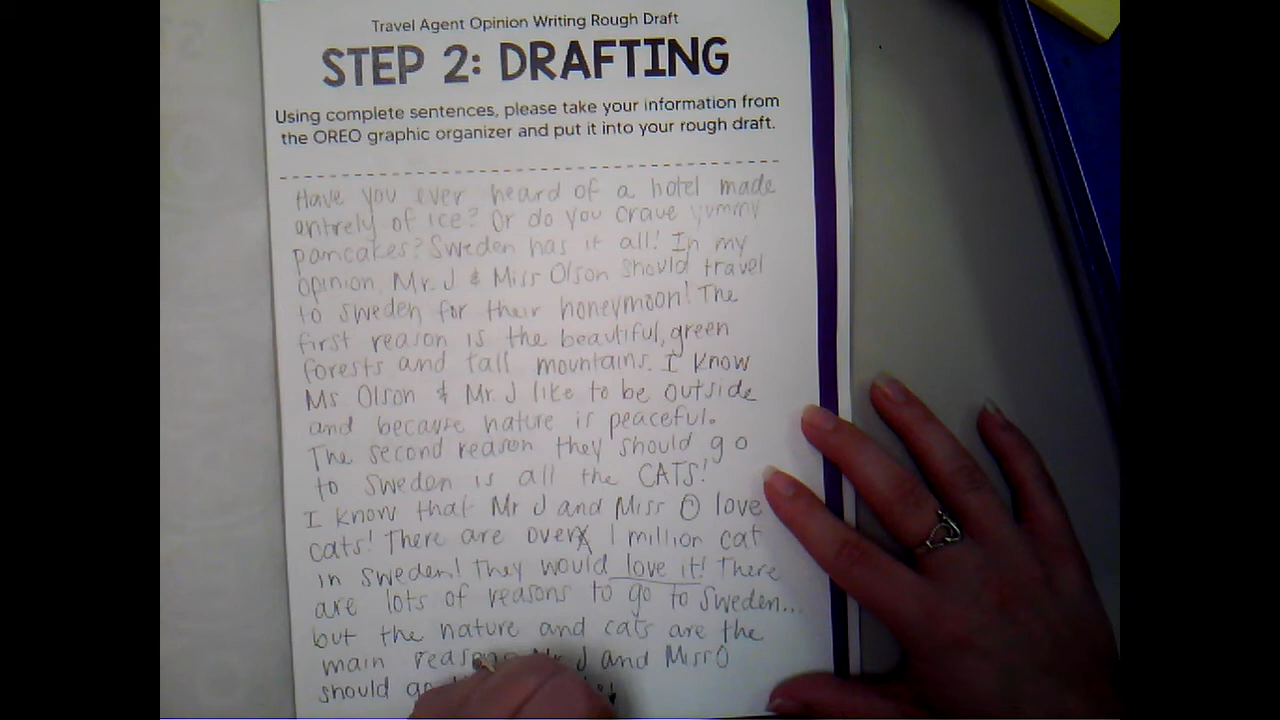 Travel Agent Opinion Writing Rough Draft
STEP 2: DRAFTING
Using complete sentences, please take your information from
the OREO graphic organizer and put it into your rough draft.
Have you ever heard of a hotel made
entirely of ice? Or do you crave yummy
pancakes? Sweden has it all! In my
opinion, Mr. J & Miss Olson should travel
to Sweden for their honeymoon! The
first reason is the beautiful, green
forests and tall mountains. I know
Ms Olson & Mr. J like to be outside
and because nature is peaceful.
The second reason they should go
to Sweden is all the CATS!
I know that Mr J and Miss O love
cats! There are over 1 million cat
in Sweden! They would love it! There
are lots of reasons to go to Sweden...
but the nature and cats are the
main reasons Mr J and Miss O
should go